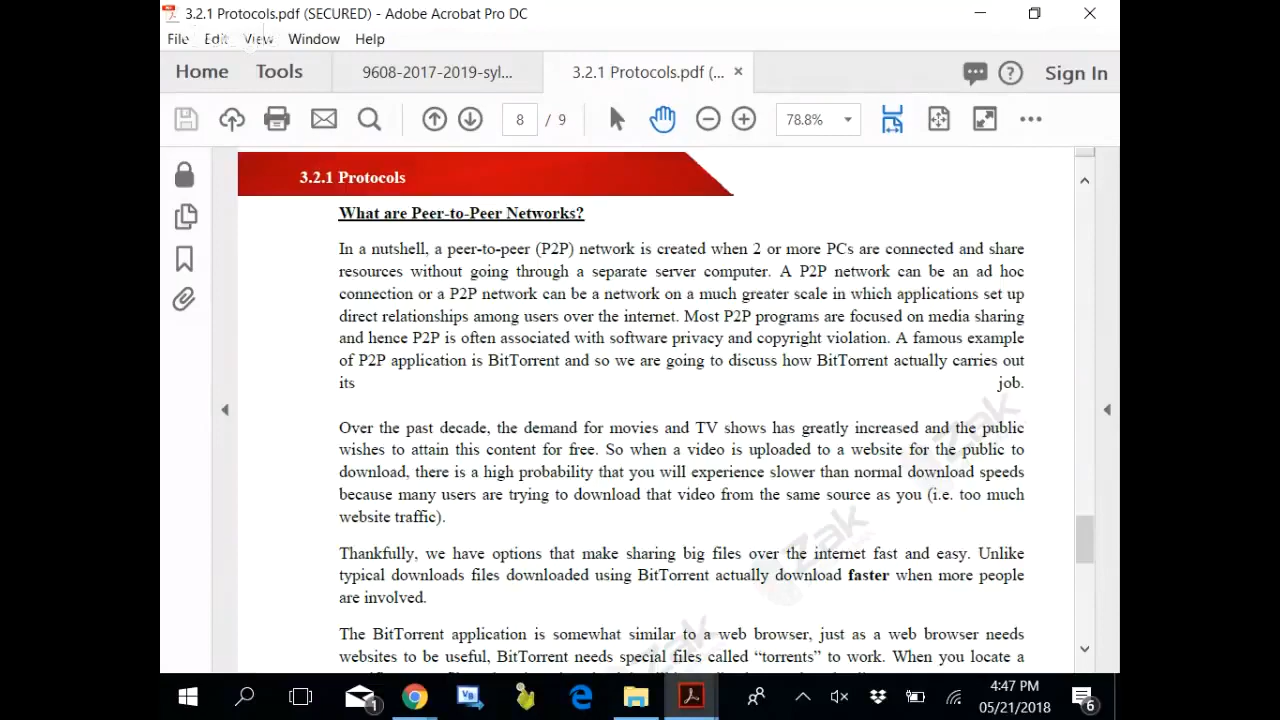 3.2.1 Protocols.pdf (SECURED) - Adobe Acrobat Pro DC
File Edit View Window Help
Home Tools 9608-2017-2019-syl... 3.2.1 Protocols.pdf (... Sign In
8 / 9 78.8%
3.2.1 Protocols
What are Peer-to-Peer Networks?
In a nutshell, a peer-to-peer (P2P) network is created when 2 or more PCs are connected and share
resources without going through a separate server computer. A P2P network can be an ad hoc
connection or a P2P network can be a network on a much greater scale in which applications set up
direct relationships among users over the internet. Most P2P programs are focused on media sharing
and hence P2P is often associated with software privacy and copyright violation. A famous example
of P2P application is BitTorrent and so we are going to discuss how BitTorrent actually carries out
its job.
Over the past decade, the demand for movies and TV shows has greatly increased and the public
wishes to attain this content for free. So when a video is uploaded to a website for the public to
download, there is a high probability that you will experience slower than normal download speeds
because many users are trying to download that video from the same source as you (i.e. too much
website traffic).
Thankfully, we have options that make sharing big files over the internet fast and easy. Unlike
typical downloads files downloaded using BitTorrent actually download faster when more people
are involved.
The BitTorrent application is somewhat similar to a web browser, just as a web browser needs
websites to be useful, BitTorrent needs special files called “torrents” to work. When you locate a
Zak
Zak
Zak
4:47 PM
05/21/2018
1
6